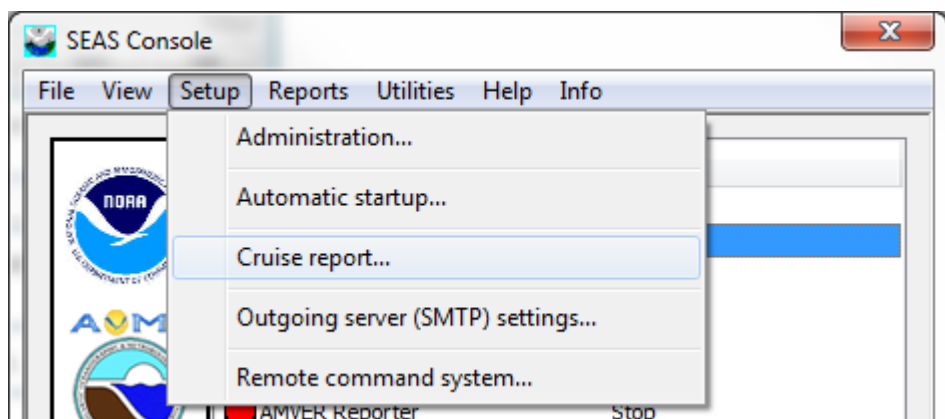 SEAS Console
File View Setup Reports Utilities Help Info
Administration...
Automatic startup...
Cruise report...
Outgoing server (SMTP) settings...
Remote command system...
NOAA
AMVER Reporter Stop